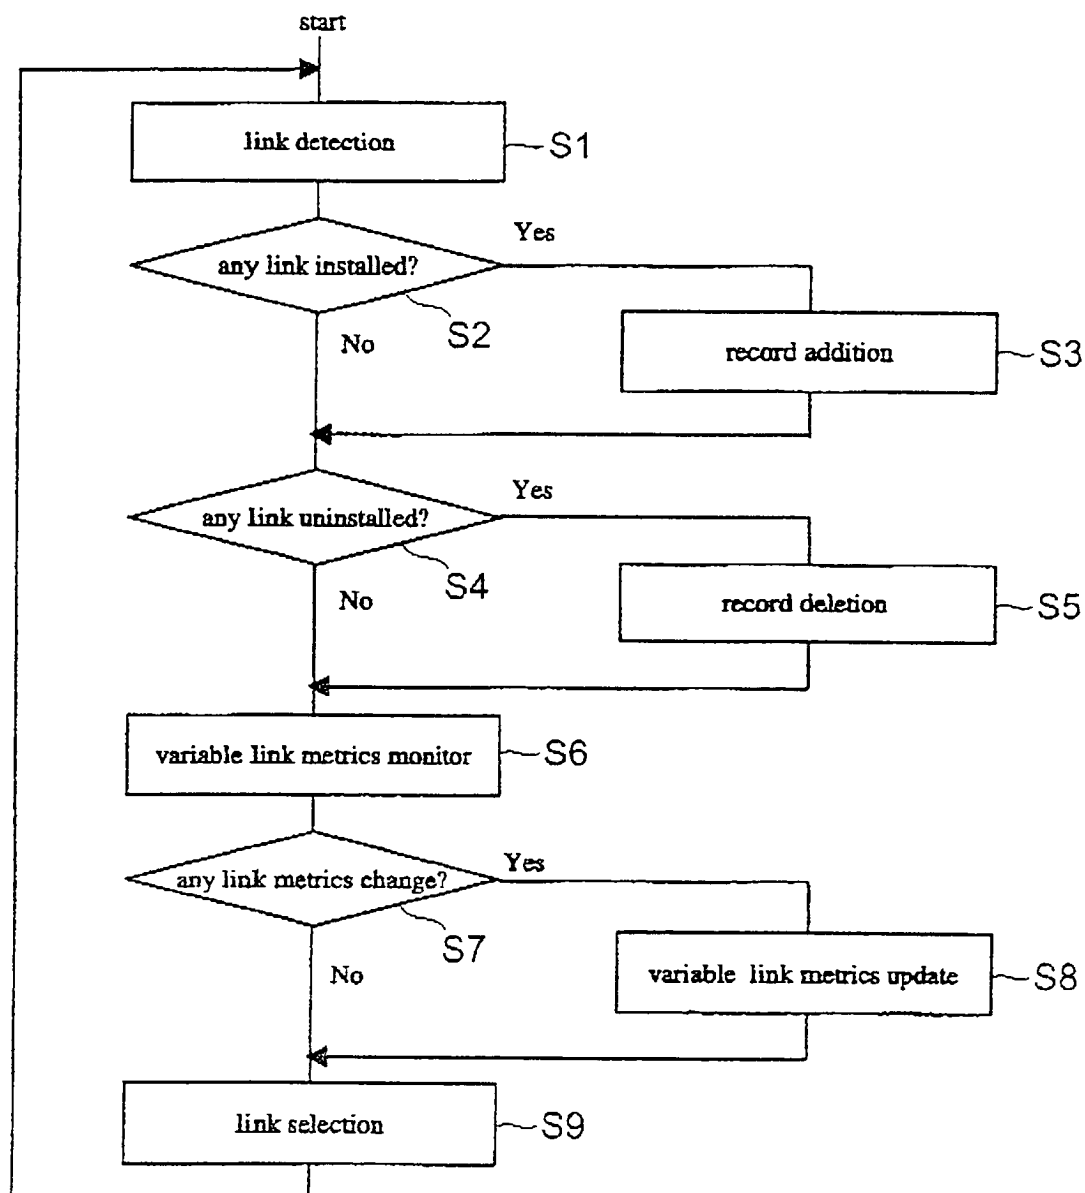 start
link detection
S1
Yes
any link installed?
S2
No
record addition
S3
Yes
any link uninstalled?
S4
No
record deletion
S5
variable link metrics monitor
S6
Yes
any link metrics change?
S7
No
variable link metrics update
S8
link selection
S9